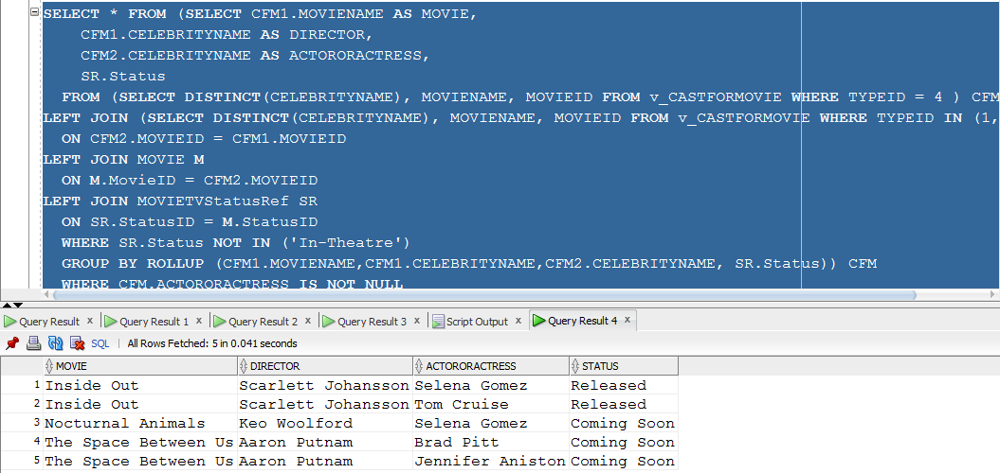 SELECT * FROM (SELECT CFM1.MOVIENAME AS MOVIE,
CFM1.CELEBRITYNAME AS DIRECTOR,
CFM2.CELEBRITYNAME AS ACTORORACTRESS,
SR.Status
FROM (SELECT DISTINCT(CELEBRITYNAME), MOVIENAME, MOVIEID FROM v_CASTFORMOVIE WHERE TYPEID = 4 ) CFM
LEFT JOIN (SELECT DISTINCT(CELEBRITYNAME), MOVIENAME, MOVIEID FROM v_CASTFORMOVIE WHERE TYPEID IN (1,
ON CFM2.MOVIEID = CFM1.MOVIEID
LEFT JOIN MOVIE M
ON M.MovieID = CFM2.MOVIEID
LEFT JOIN MOVIETVStatusRef SR
ON SR.StatusID = M.StatusID
WHERE SR.Status NOT IN ('In-Theatre')
GROUP BY ROLLUP (CFM1.MOVIENAME,CFM1.CELEBRITYNAME,CFM2.CELEBRITYNAME, SR.Status)) CFM
WHERE CFM.ACTORORACTRESS IS NOT NULL
Query Result x Query Result 1 x Query Result 2 x Query Result 3 x Script Output x Query Result 4 x
SQL | All Rows Fetched: 5 in 0.041 seconds
MOVIE DIRECTOR ACTORORACTRESS STATUS
1 Inside Out Scarlett Johansson Selena Gomez Released
2 Inside Out Scarlett Johansson Tom Cruise Released
3 Nocturnal Animals Keo Woolford Selena Gomez Coming Soon
4 The Space Between Us Aaron Putnam Brad Pitt Coming Soon
5 The Space Between Us Aaron Putnam Jennifer Aniston Coming Soon